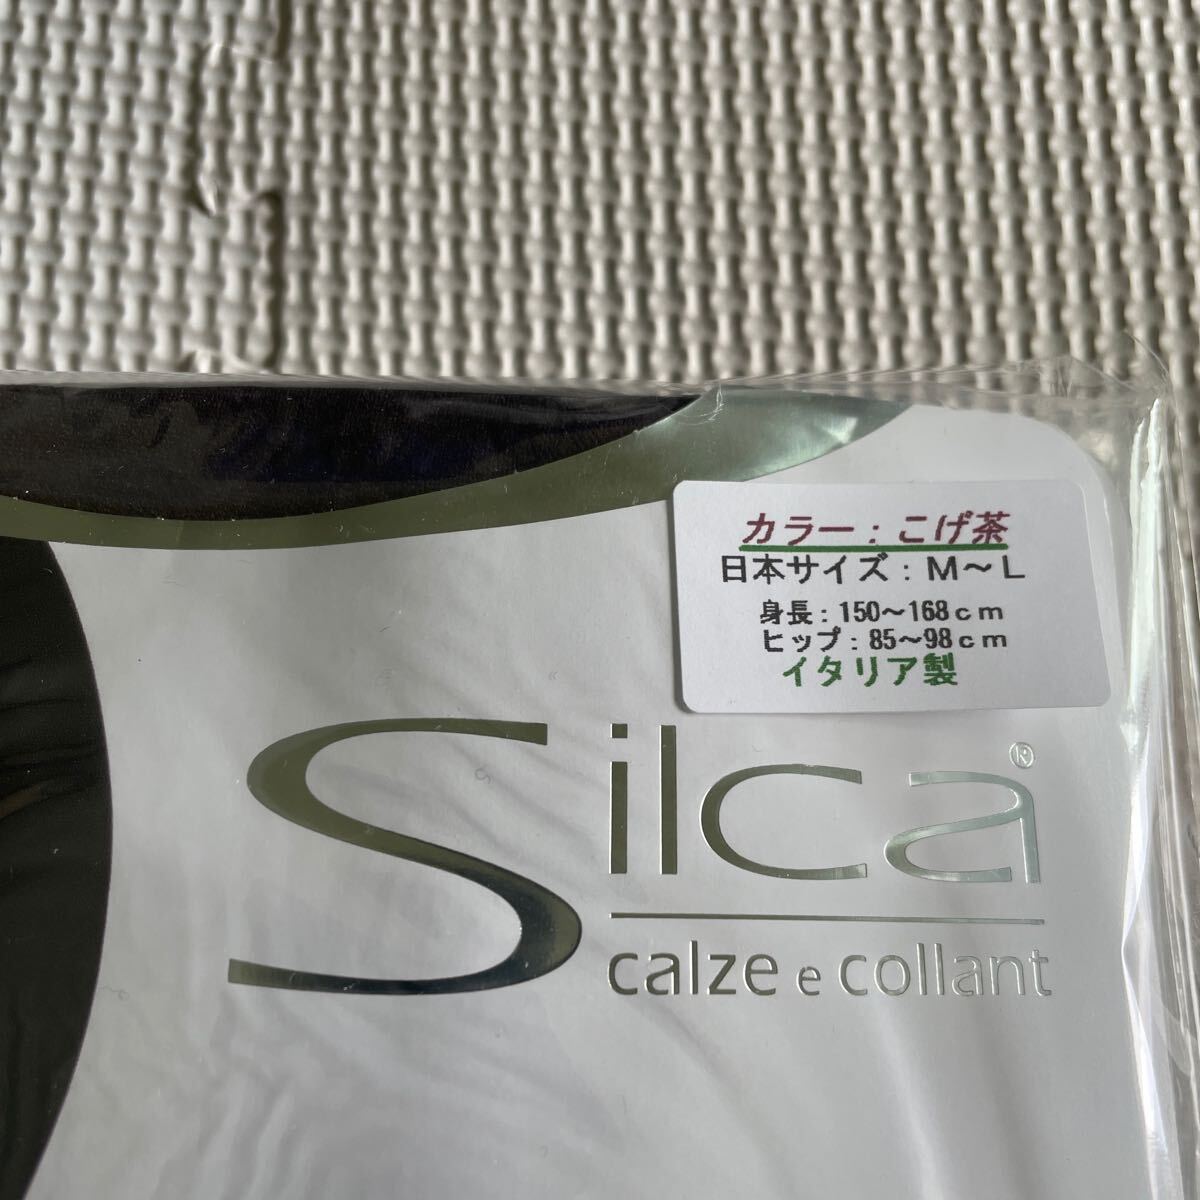 カラー：こげ茶
日本サイズ：M～L
身長：150～168cm
ヒップ：85～98cm
イタリア製
Silca®
calze e collant